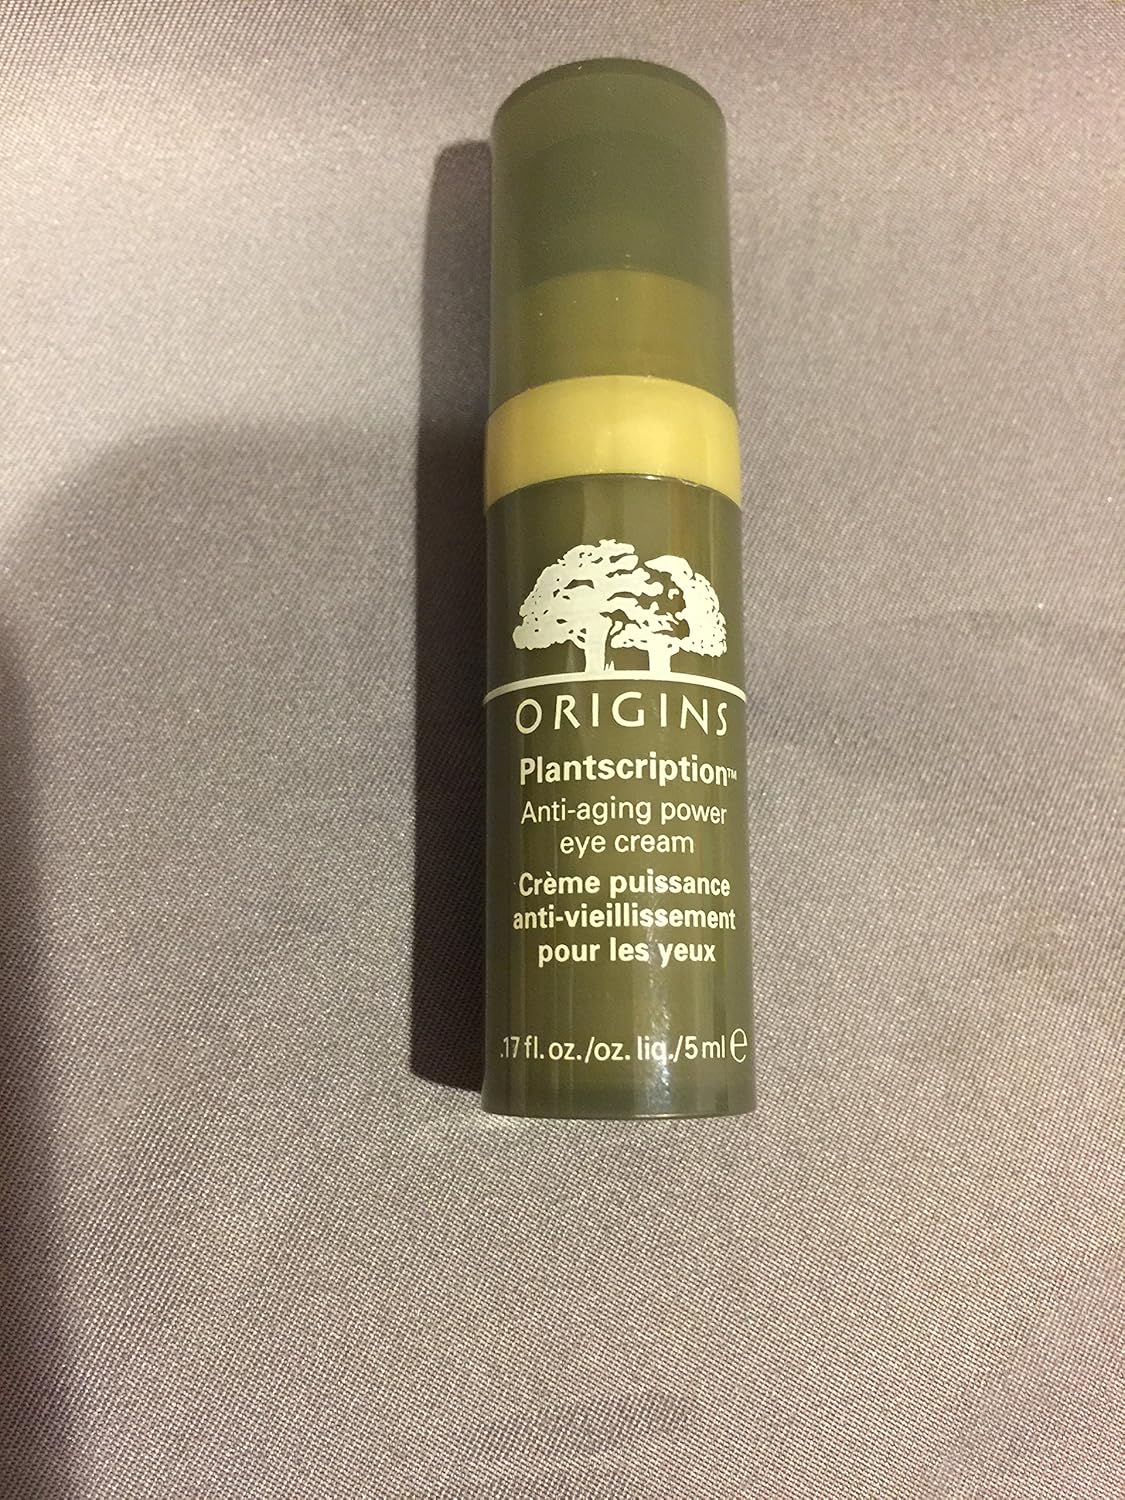 ORIGINS
Plantscription™
Anti-aging power
eye cream
Crème puissance
anti-vieillissement
pour les yeux
.17 fl. oz./oz. liq./5 ml ℮